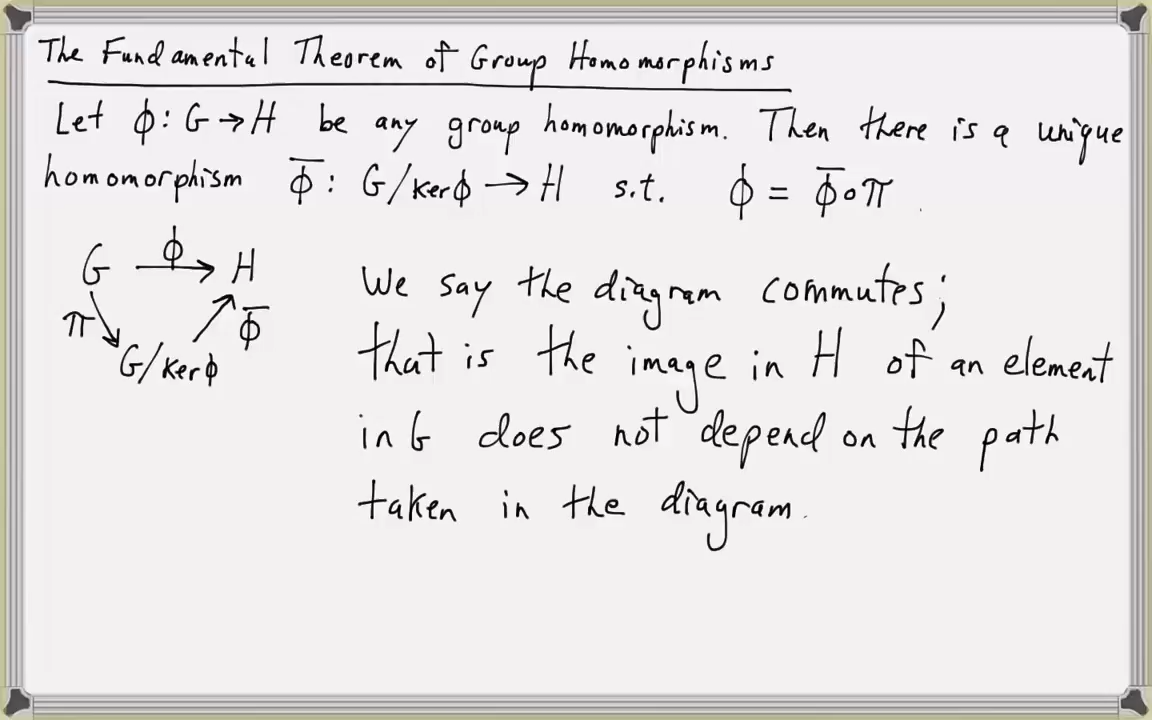 The Fundamental Theorem of Group Homomorphisms
Let ϕ: G → H be any group homomorphism. Then there is a unique
homomorphism ϕ̅: G/kerϕ → H s.t. ϕ = ϕ̅∘π
G ϕ→ H
π ϕ̅
G/kerϕ
We say the diagram commutes;
that is the image in H of an element
in G does not depend on the path
taken in the diagram.